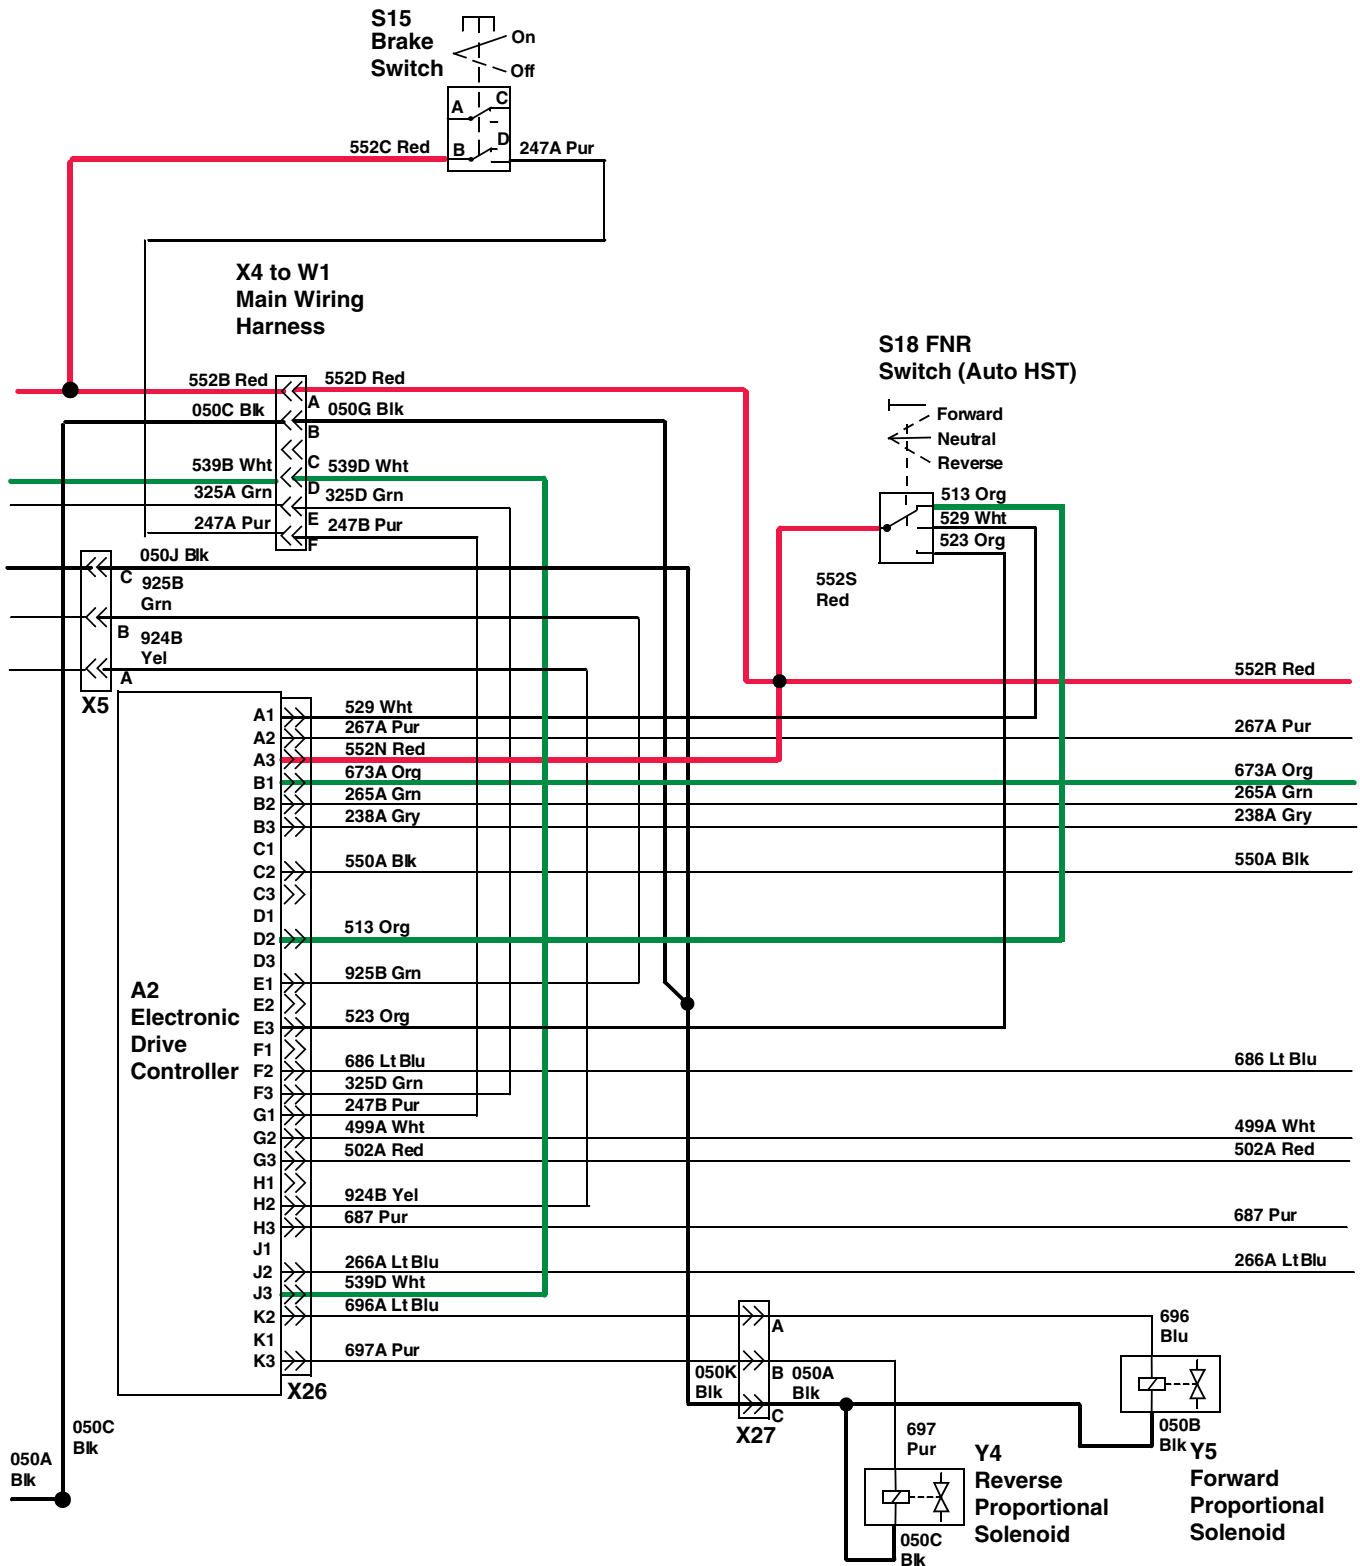 S15
Brake
Switch
On
Off
A
C
B
D
552C Red
247A Pur
X4 to W1
Main Wiring
Harness
S18 FNR
Switch (Auto HST)
Forward
Neutral
Reverse
552B Red
552D Red
A
050C Blk
050G Blk
B
C
539B Wht
539D Wht
D
325A Grn
325D Grn
E
247A Pur
247B Pur
F
513 Org
529 Wht
523 Org
552S
Red
050J Blk
C
925B
Grn
B
924B
Yel
A
X5
552R Red
A1
529 Wht
A2
267A Pur
267A Pur
A3
552N Red
B1
673A Org
673A Org
B2
265A Grn
265A Grn
B3
238A Gry
238A Gry
C1
C2
550A Blk
550A Blk
C3
D1
D2
513 Org
D3
E1
925B Grn
E2
E3
523 Org
F1
F2
686 Lt Blu
686 Lt Blu
F3
325D Grn
G1
247B Pur
G2
499A Wht
499A Wht
G3
502A Red
502A Red
H1
H2
924B Yel
H3
687 Pur
687 Pur
J1
J2
266A Lt Blu
266A Lt Blu
J3
539D Wht
K2
696A Lt Blu
K1
K3
697A Pur
A2
Electronic
Drive
Controller
X26
A
B
C
X27
050K
Blk
050A
Blk
696
Blu
697
Pur
050B
Blk
050C
Blk
Y4
Reverse
Proportional
Solenoid
Y5
Forward
Proportional
Solenoid
050C
Blk
050A
Blk